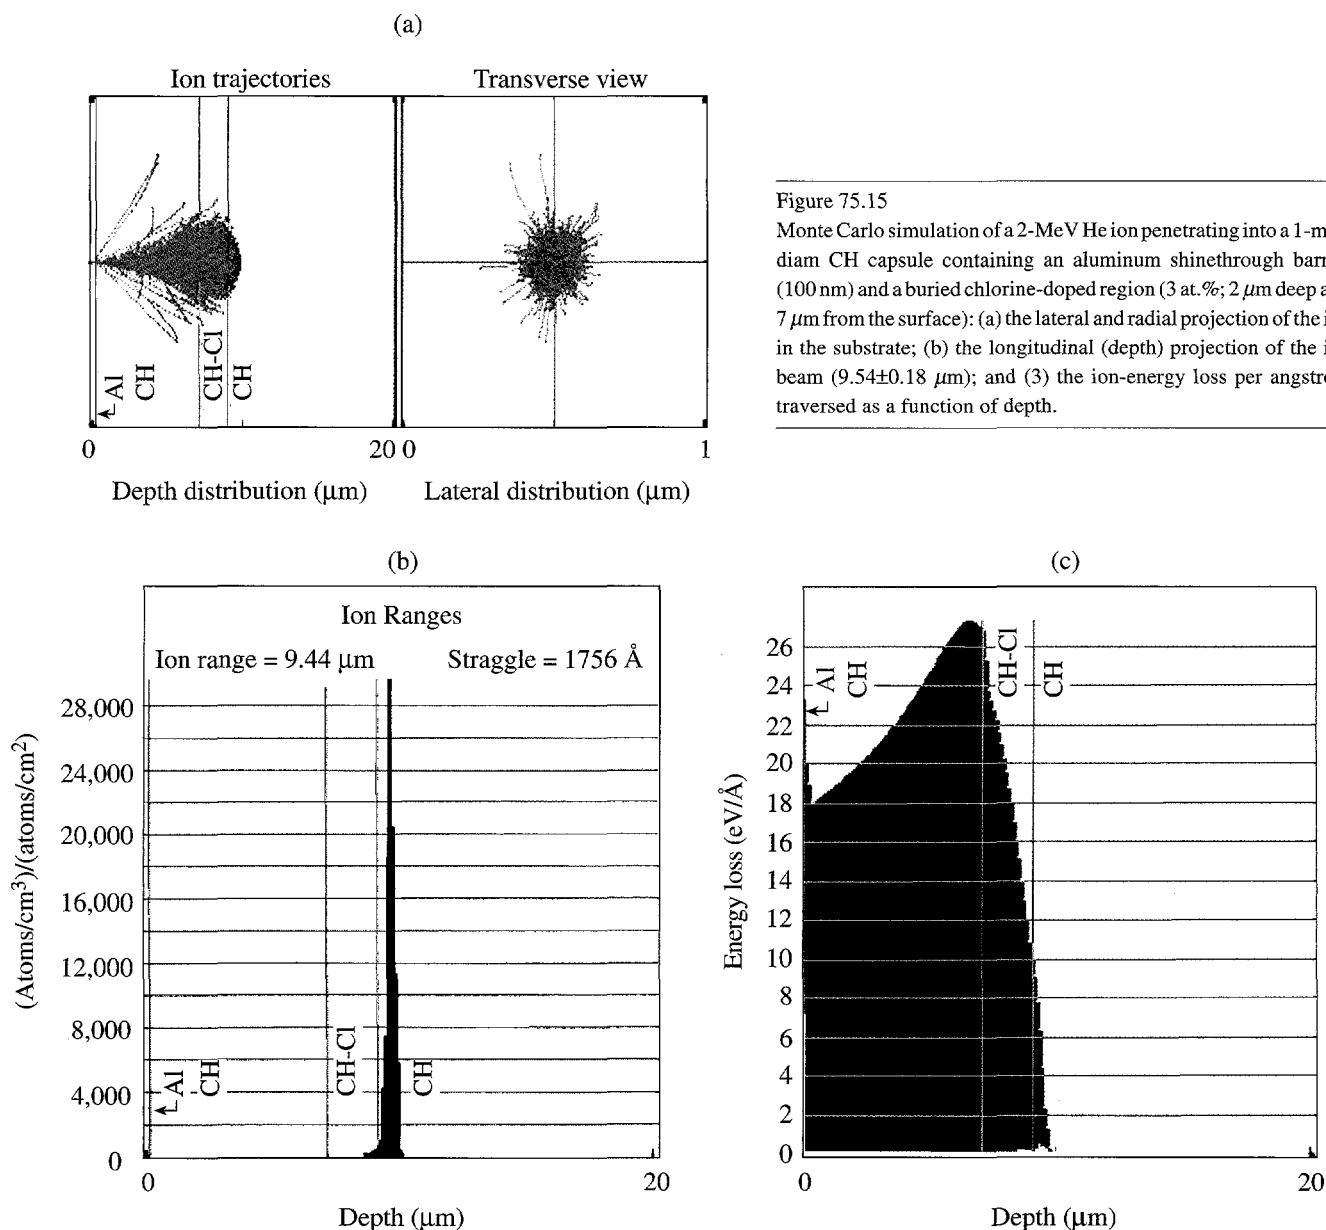 (a)
Ion trajectories
Transverse view
Al
CH
CH-Cl
CH
0
20
0
1
Depth distribution (μm)
Lateral distribution (μm)
Figure 75.15
Monte Carlo simulation of a 2-MeV He ion penetrating into a 1-m
diam CH capsule containing an aluminum shinethrough barr
(100 nm) and a buried chlorine-doped region (3 at.%; 2 μm deep a
7 μm from the surface): (a) the lateral and radial projection of the i
in the substrate; (b) the longitudinal (depth) projection of the i
beam (9.54±0.18 μm); and (3) the ion-energy loss per angstro
traversed as a function of depth.
(b)
Ion Ranges
Ion range = 9.44 μm
Straggle = 1756 Å
(Atoms/cm³)/(atoms/cm²)
28,000
24,000
20,000
16,000
12,000
8,000
4,000
0
Al
CH
CH-Cl
CH
0
20
Depth (μm)
(c)
Energy loss (eV/Å)
26
24
22
20
18
16
14
12
10
8
6
4
2
0
Al
CH
CH-Cl
CH
0
20
Depth (μm)